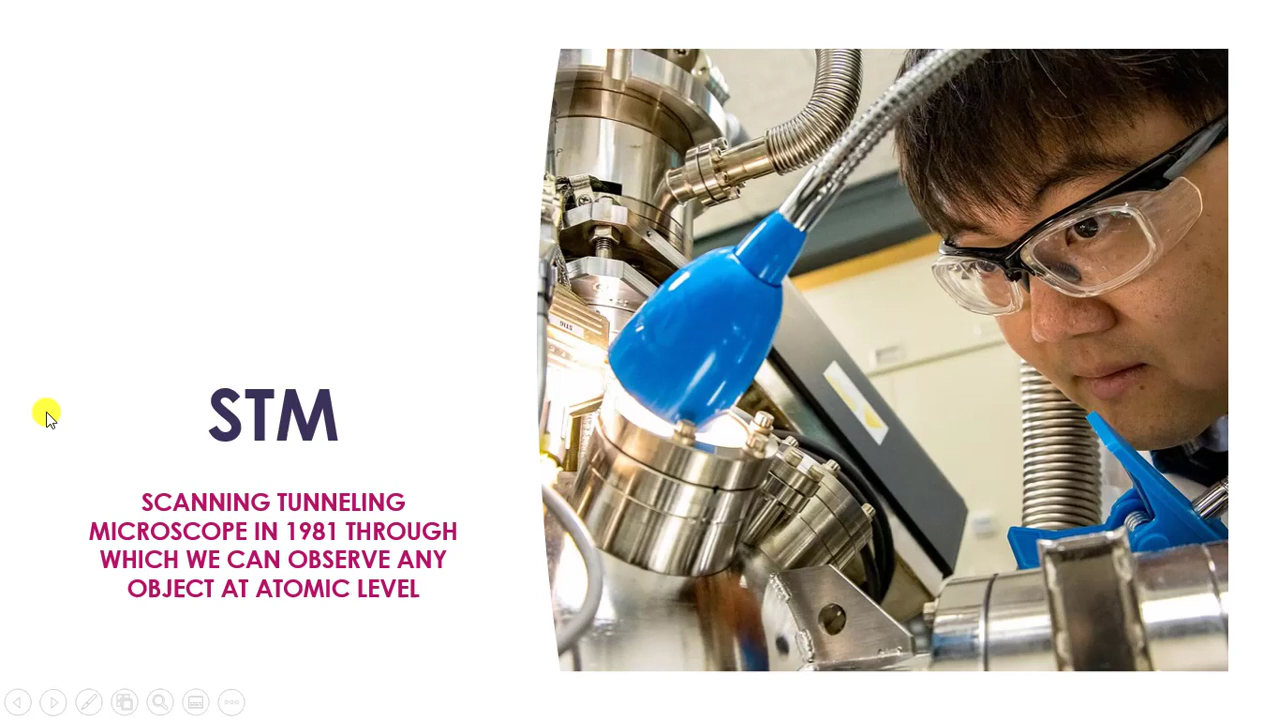 STM
SCANNING TUNNELING
MICROSCOPE IN 1981 THROUGH
WHICH WE CAN OBSERVE ANY
OBJECT AT ATOMIC LEVEL